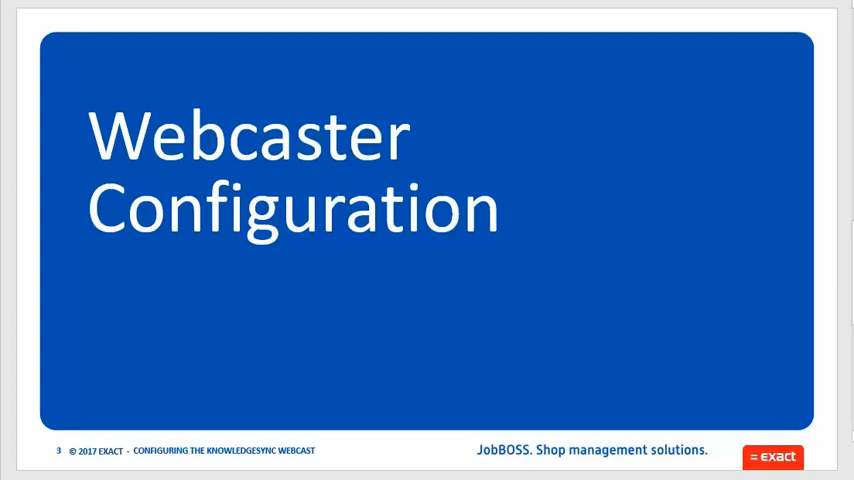 Webcaster
Configuration
3 © 2017 EXACT - CONFIGURING THE KNOWLEDGESYNC WEBCAST
JobBOSS. Shop management solutions.
= exact